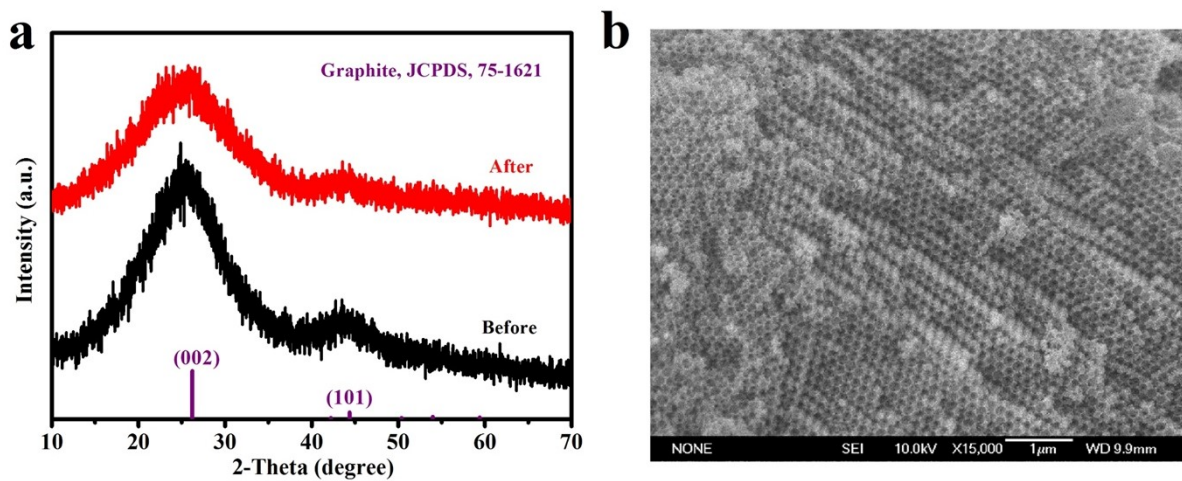 a
Graphite, JCPDS, 75-1621
After
Before
(002)
(101)
Intensity (a.u.)
10 20 30 40 50 60 70
2-Theta (degree)
b
NONE SEI 10.0kV X15,000 1μm WD 9.9mm